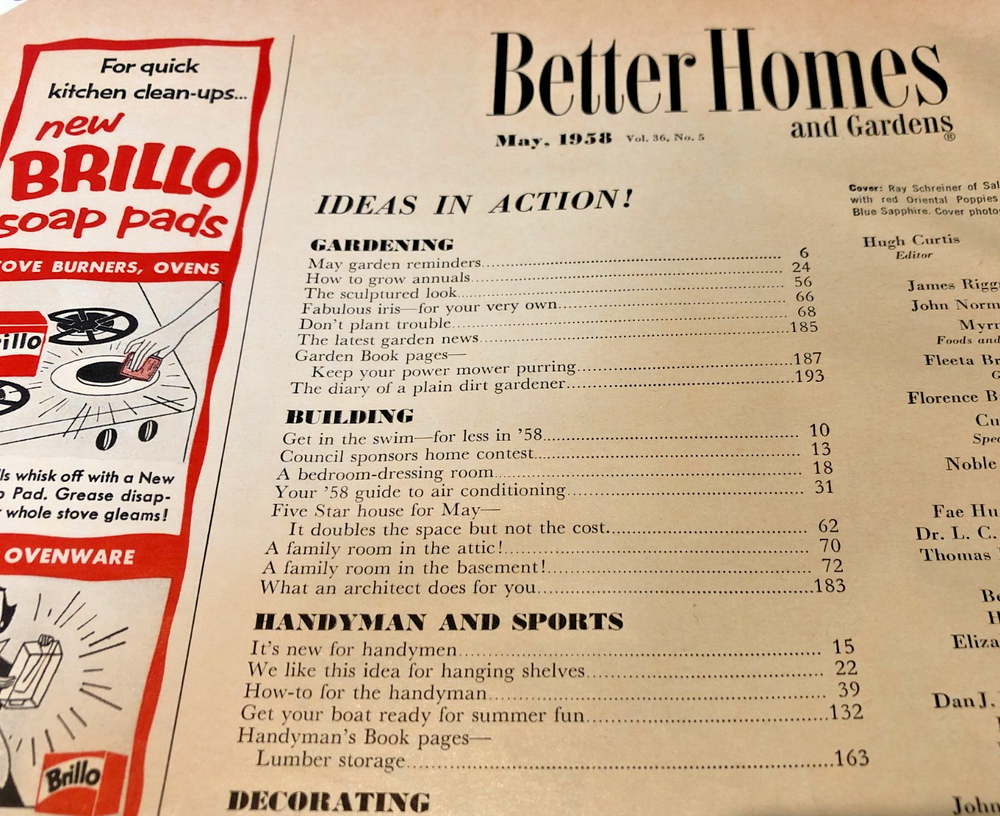 For quick
kitchen clean-ups...
new
BRILLO
soap pads
STOVE BURNERS, OVENS
Brillo
whisk off with a New
Pad. Grease disap-
whole stove gleams!
OVENWARE
Brillo
Better Homes
and Gardens®
May, 1958 Vol. 36, No. 5
IDEAS IN ACTION!
GARDENING
May garden reminders 6
How to grow annuals 24
The sculptured look 56
Fabulous iris—for your very own 66
Don't plant trouble 68
The latest garden news 185
Garden Book pages—
Keep your power mower purring 187
The diary of a plain dirt gardener 193
BUILDING
Get in the swim—for less in '58 10
Council sponsors home contest 13
A bedroom-dressing room 18
Your '58 guide to air conditioning 31
Five Star house for May—
It doubles the space but not the cost 62
A family room in the attic! 70
A family room in the basement! 72
What an architect does for you 183
HANDYMAN AND SPORTS
It's new for handymen 15
We like this idea for hanging shelves 22
How-to for the handyman 39
Get your boat ready for summer fun 132
Handyman's Book pages—
Lumber storage 163
DECORATING
Cover: Ray Schreiner of
with red Oriental Poppies
Blue Sapphire. Cover photo
Hugh Curtis
Editor
James
John
Foods and
Fleeta
Florence
Noble
Fae
Dr. L. C.
Thomas
Dan J.
John